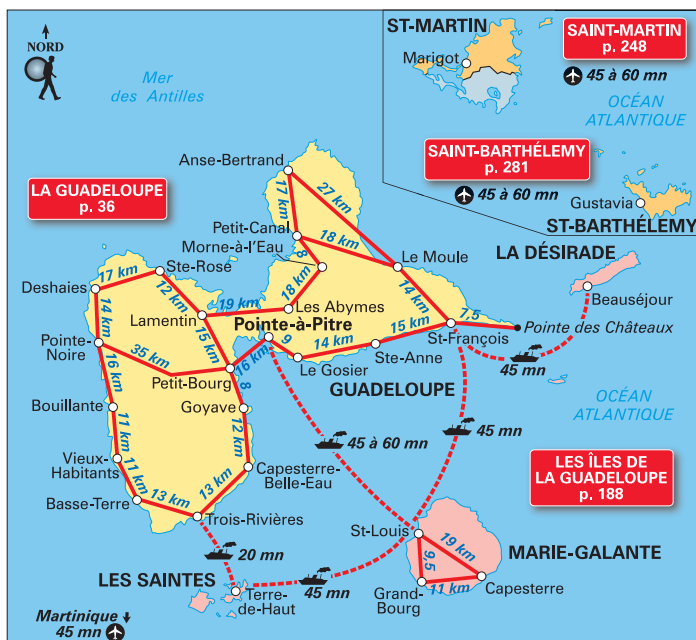 NORD
Mer
des Antilles
ST-MARTIN
Marigot
SAINT-MARTIN
p. 248
45 à 60 mn
OCÉAN
ATLANTIQUE
SAINT-BARTHÉLEMY
p. 281
45 à 60 mn
Gustavia
ST-BARTHÉLEMY
LA GUADELOUPE
p. 36
Anse-Bertrand
17 km
27 km
Petit-Canal
18 km
Morne-à-l'Eau
8
Le Moule
LA DÉSIRADE
Beauséjour
17 km
Ste-Rose
Deshaies
12 km
19 km
18 km
Les Abymes
14 km
7,5
Pointe des Châteaux
14 km
Lamentin
15 km
Pointe-à-Pitre
15 km
St-François
Pointe-
Noire
35 km
16 km
9
14 km
Ste-Anne
45 mn
16 km
Petit-Bourg
Le Gosier
GUADELOUPE
8
OCÉAN
ATLANTIQUE
Bouillante
Goyave
12 km
45 à 60 mn
45 mn
11 km
Vieux-
Habitants
11 km
13 km
Capesterre-
Belle-Eau
LES ÎLES DE
LA GUADELOUPE
p. 188
Basse-Terre
13 km
Trois-Rivières
St-Louis
19 km
MARIE-GALANTE
20 mn
9,5
LES SAINTES
Terre-
de-Haut
45 mn
Grand-
Bourg
11 km
Capesterre
Martinique
45 mn